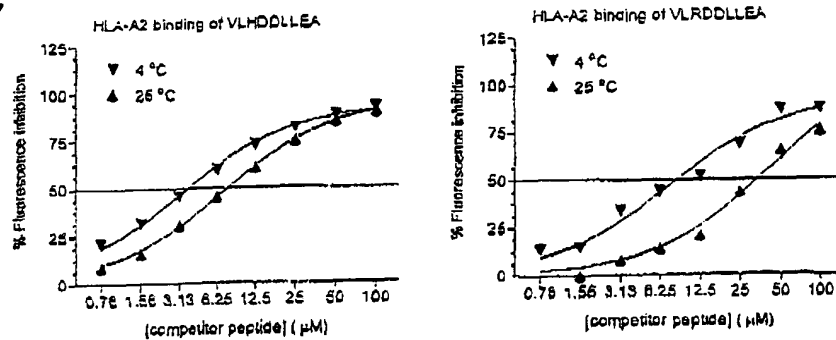 HLA-A2 binding of VLHDDLLEA
% Fluorescence inhibition
125
100
75
50
25
0
4 °C
25 °C
0.78 1.56 3.13 6.25 12.5 25 50 100
[competitor peptide] (μM)
HLA-A2 binding of VLRDDLLEA
% Fluorescence inhibition
125
100
75
50
25
0
4 °C
25 °C
0.78 1.56 3.13 6.25 12.5 25 50 100
[competitor peptide] (μM)